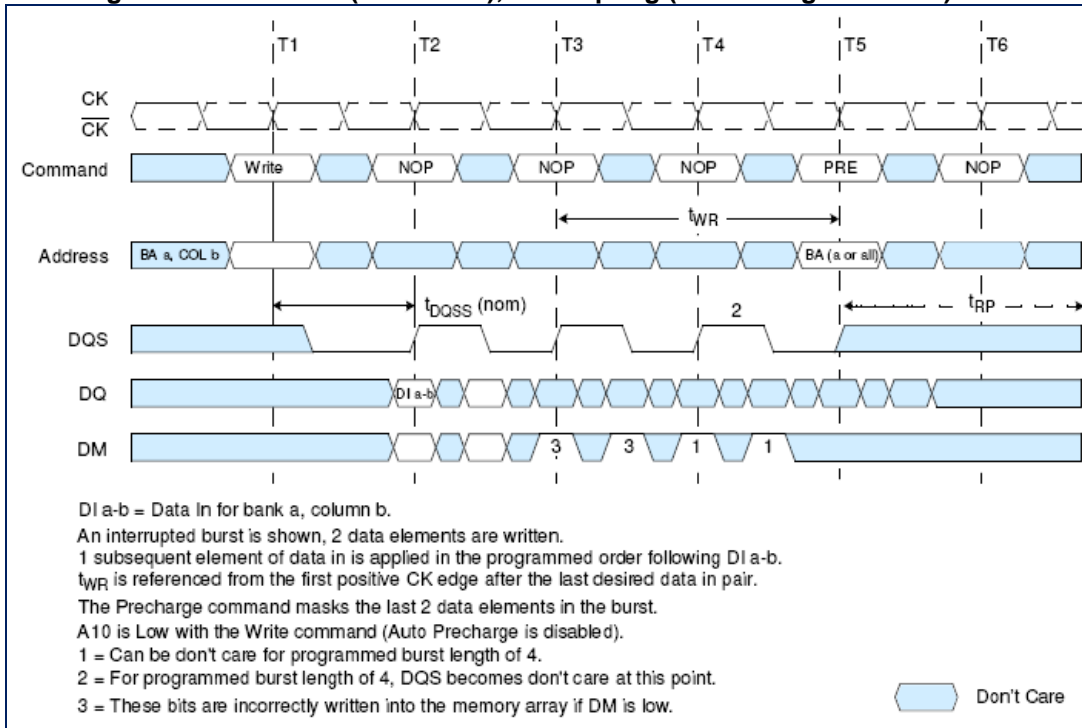 T1 T2 T3 T4 T5 T6
CK
CK
Command Write NOP NOP NOP PRE NOP
tWR
Address BA a, COL b BA (a or all)
tDQSS (nom) 2 tRP
DQS
DQ DI a-b
DM 3 3 1 1
DI a-b = Data In for bank a, column b.
An interrupted burst is shown, 2 data elements are written.
1 subsequent element of data in is applied in the programmed order following DI a-b.
tWR is referenced from the first positive CK edge after the last desired data in pair.
The Precharge command masks the last 2 data elements in the burst.
A10 is Low with the Write command (Auto Precharge is disabled).
1 = Can be don't care for programmed burst length of 4.
2 = For programmed burst length of 4, DQS becomes don't care at this point.
3 = These bits are incorrectly written into the memory array if DM is low.
Don't Care